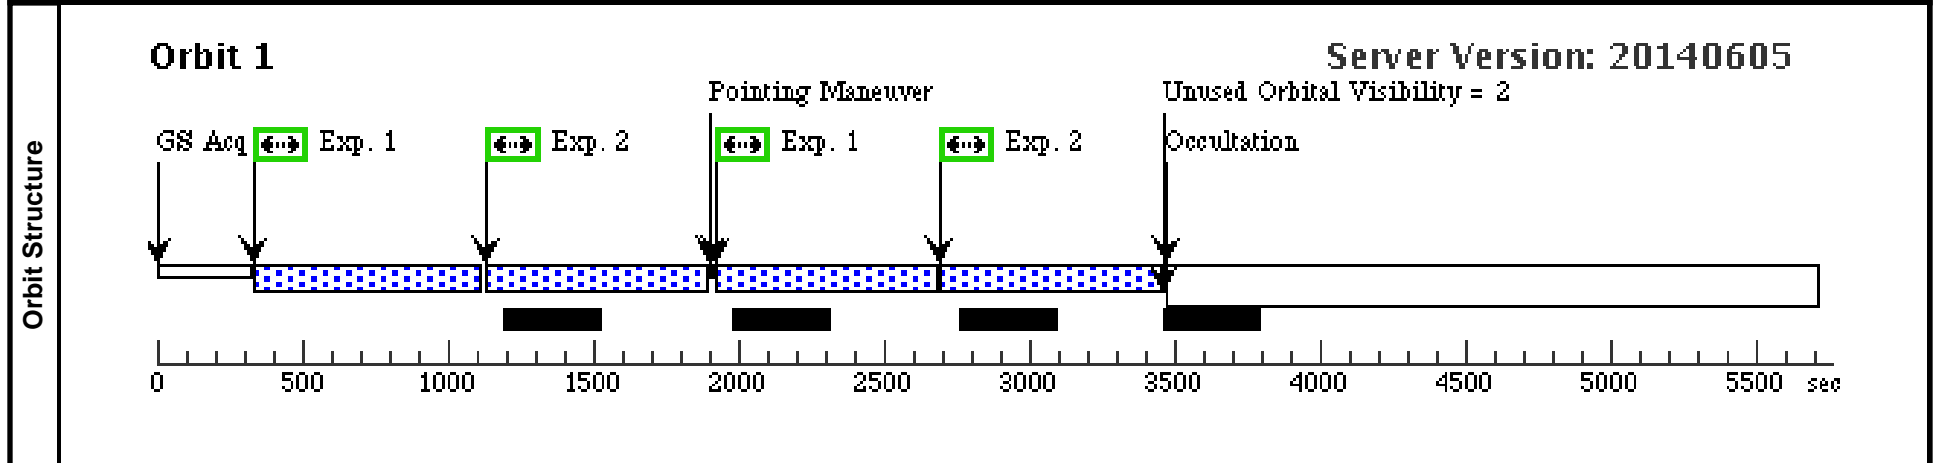 Orbit Structure
Orbit 1
Server Version: 20140605
Pointing Maneuver
Unused Orbital Visibility = 2
GS Acq
Exp. 1
Exp. 2
Exp. 1
Exp. 2
Occultation
0 500 1000 1500 2000 2500 3000 3500 4000 4500 5000 5500 sec